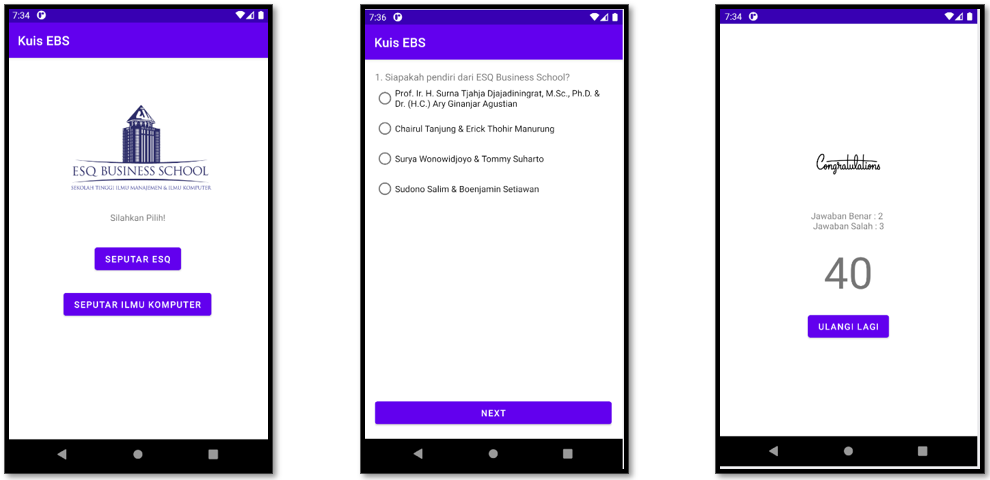 7:34
Kuis EBS
ESQ BUSINESS SCHOOL
SEKOLAH TINGGI ILMU MANAJEMEN & ILMU KOMPUTER
Silahkan Pilih!
SEPUTAR ESQ
SEPUTAR ILMU KOMPUTER
7:36
Kuis EBS
1. Siapakah pendiri dari ESQ Business School?
Prof. Ir. H. Surna Tjahja Djajadiningrat, M.Sc., Ph.D. &
Dr. (H.C.) Ary Ginanjar Agustian
Chairul Tanjung & Erick Thohir Manurung
Surya Wonowidjoyo & Tommy Suharto
Sudono Salim & Boenjamin Setiawan
NEXT
7:34
Congratulations
Jawaban Benar : 2
Jawaban Salah : 3
40
ULANGI LAGI